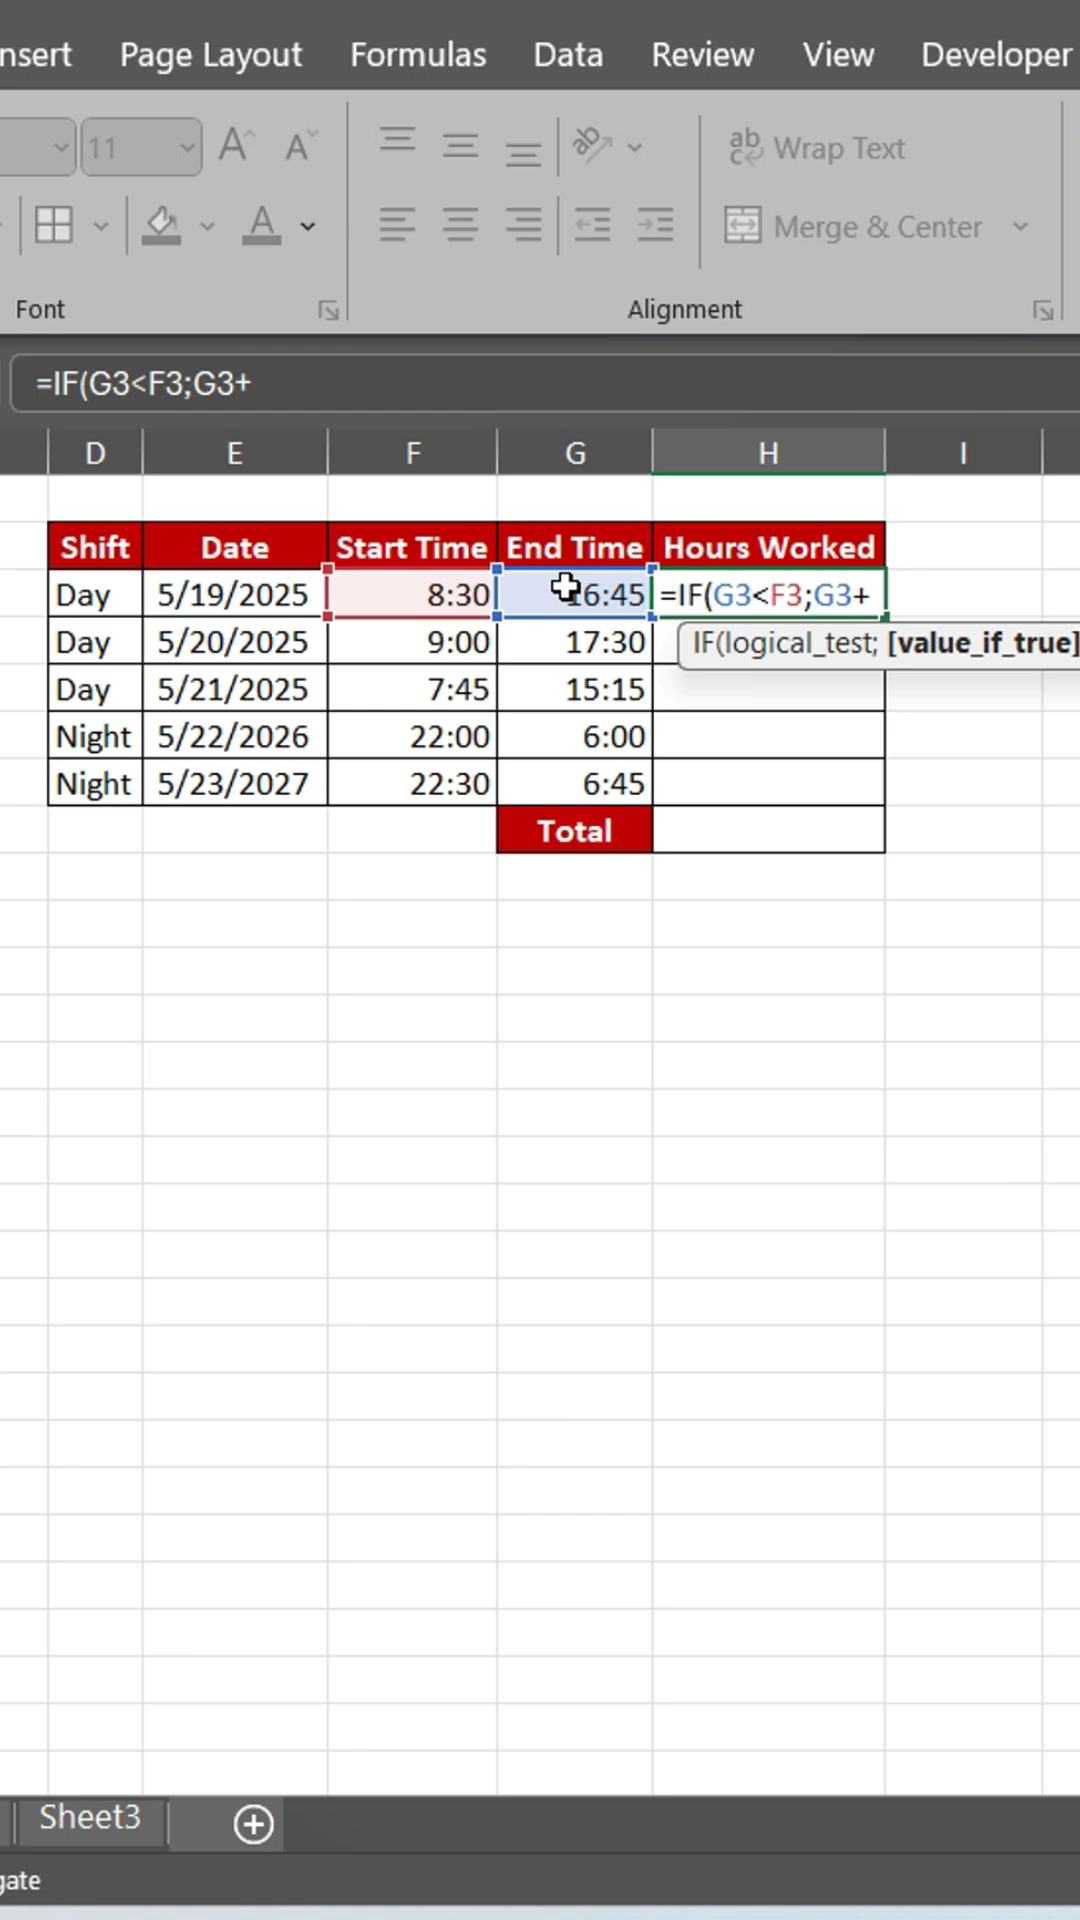 nsert Page Layout Formulas Data Review View Developer
11 A A ab Wrap Text
A Merge & Center
Font Alignment
=IF(G3<F3;G3+
D E F G H I
Shift Date Start Time End Time Hours Worked
Day 5/19/2025 8:30 16:45 =IF(G3<F3;G3+
IF(logical_test; [value_if_true]
Day 5/20/2025 9:00 17:30
Day 5/21/2025 7:45 15:15
Night 5/22/2026 22:00 6:00
Night 5/23/2027 22:30 6:45
Total
Sheet3
gate